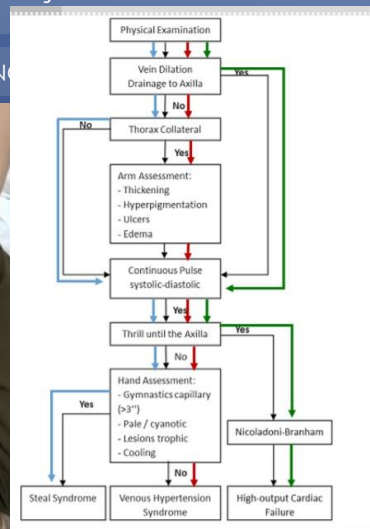 Physical Examination
Vein Dilation
Drainage to Axilla
Yes
No
Thorax Collateral
No
Yes
Arm Assessment:
- Thickening
- Hyperpigmentation
- Ulcers
- Edema
Continuous Pulse
systolic-diastolic
Yes
Thrill until the Axilla
Yes
No
Hand Assessment:
- Gymnastics capillary
(>3'')
- Pale / cyanotic
- Lesions trophic
- Cooling
Yes
Nicoladoni-Branham
No
Steal Syndrome
Venous Hypertension
Syndrome
High-output Cardiac
Failure